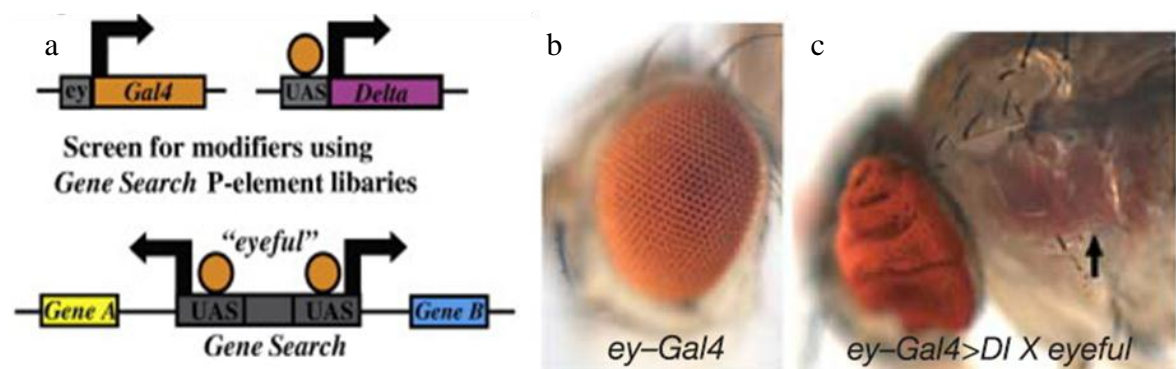 a
ey Gal4
UAS Delta
Screen for modifiers using
Gene Search P-element libaries
"eyeful"
Gene A
UAS UAS
Gene B
Gene Search
b
ey–Gal4
c
ey–Gal4>Dl X eyeful